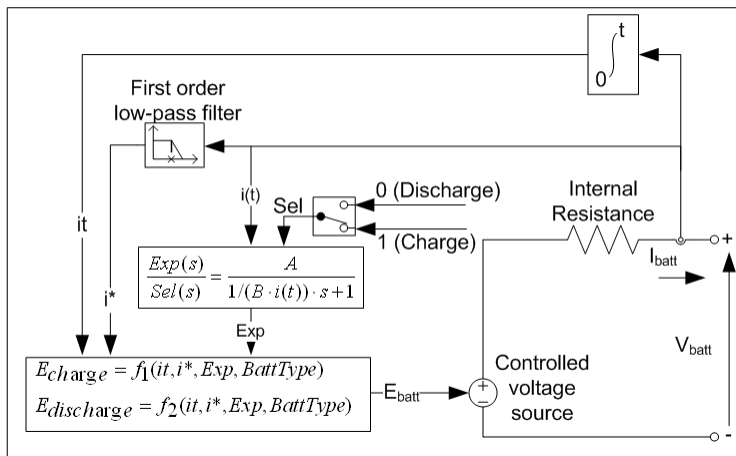 t
0
First order
low-pass filter
i(t)
Sel
0 (Discharge)
1 (Charge)
Internal
Resistance
+
I_batt
it
i*
Exp(s)/Sel(s) = A/(1/(B·i(t))·s+1)
Exp
E_charge = f_1(it, i*, Exp, BattType)
E_discharge = f_2(it, i*, Exp, BattType)
E_batt
+
−
Controlled
voltage
source
V_batt
-